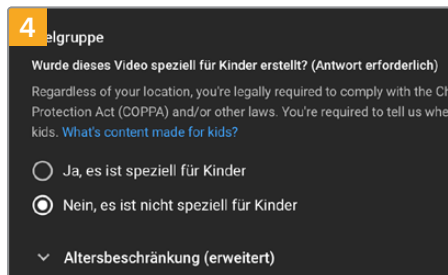 4
elgruppe
Wurde dieses Video speziell für Kinder erstellt? (Antwort erforderlich)
Regardless of your location, you're legally required to comply with the
Protection Act (COPPA) and/or other laws. You're required to tell us
kids. What's content made for kids?
Ja, es ist speziell für Kinder
Nein, es ist nicht speziell für Kinder
Altersbeschränkung (erweitert)